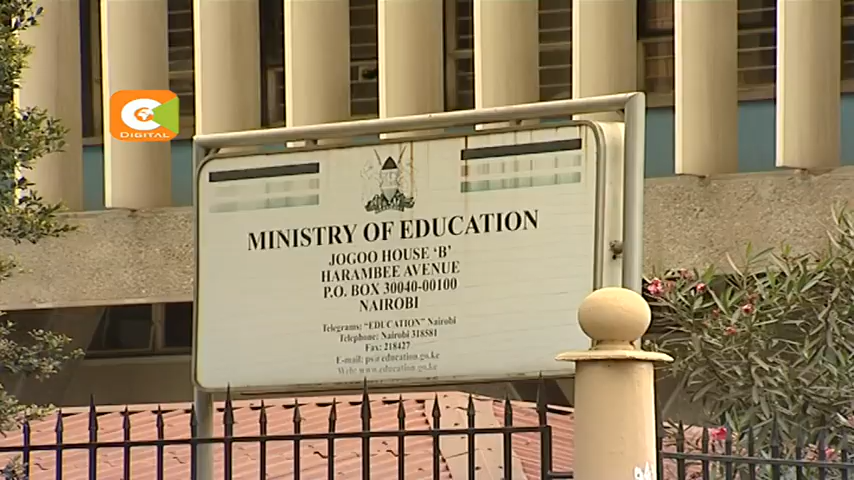 C
DIGITAL
MINISTRY OF EDUCATION
JOGOO HOUSE 'B'
HARAMBEE AVENUE
P.O. BOX 30040-00100
NAIROBI
Telegrams: "EDUCATION" Nairobi
Telephone: Nairobi 318581
Fax: 218427
E-mail: ps@education.go.ke
Web: www.education.go.ke